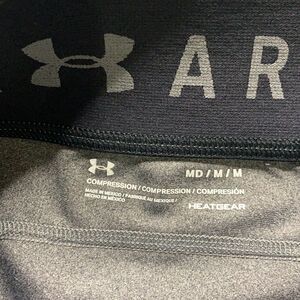 AR
MD / M / M
COMPRESSION / COMPRESSION / COMPRESIÓN
MADE IN MEXICO / FABRIQUÉ AU MEXIQUE /
HECHO EN MÉXICO
HEATGEAR